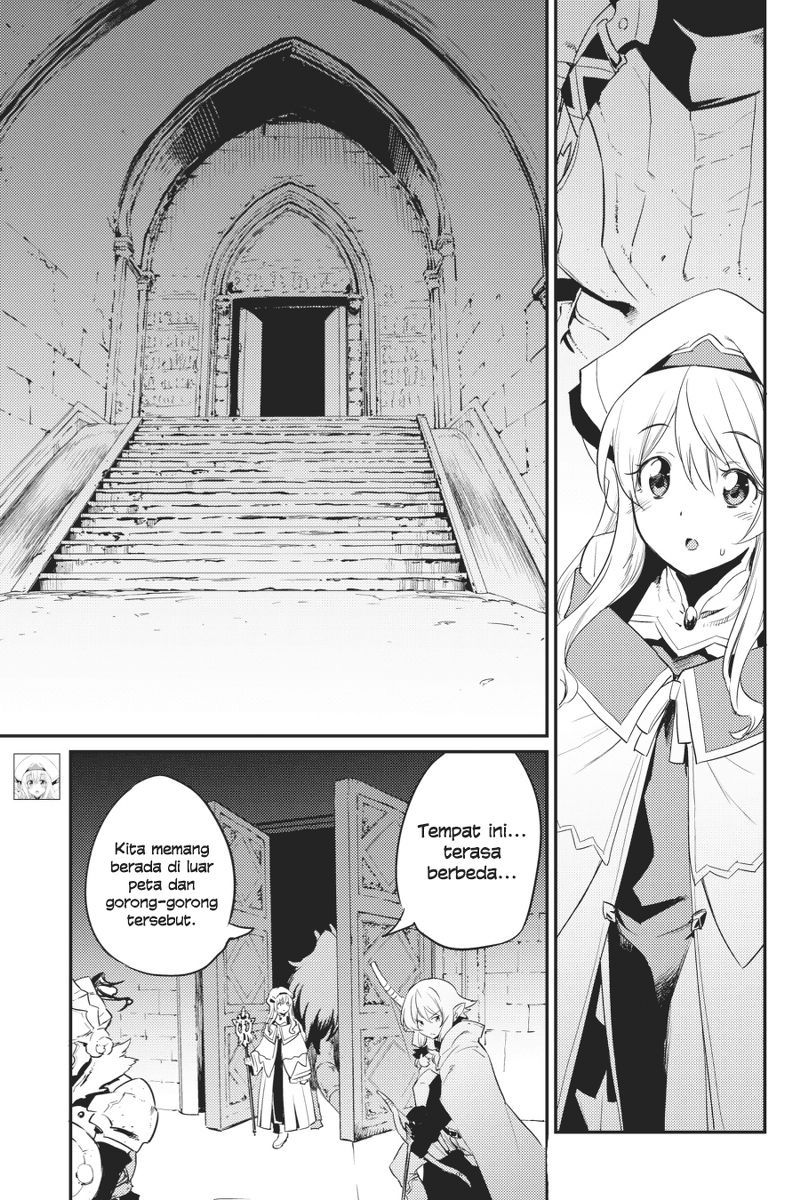 Tempat ini...
terasa
berbeda...
Kita memang
berada di luar
peta dan
gorong-gorong
tersebut.